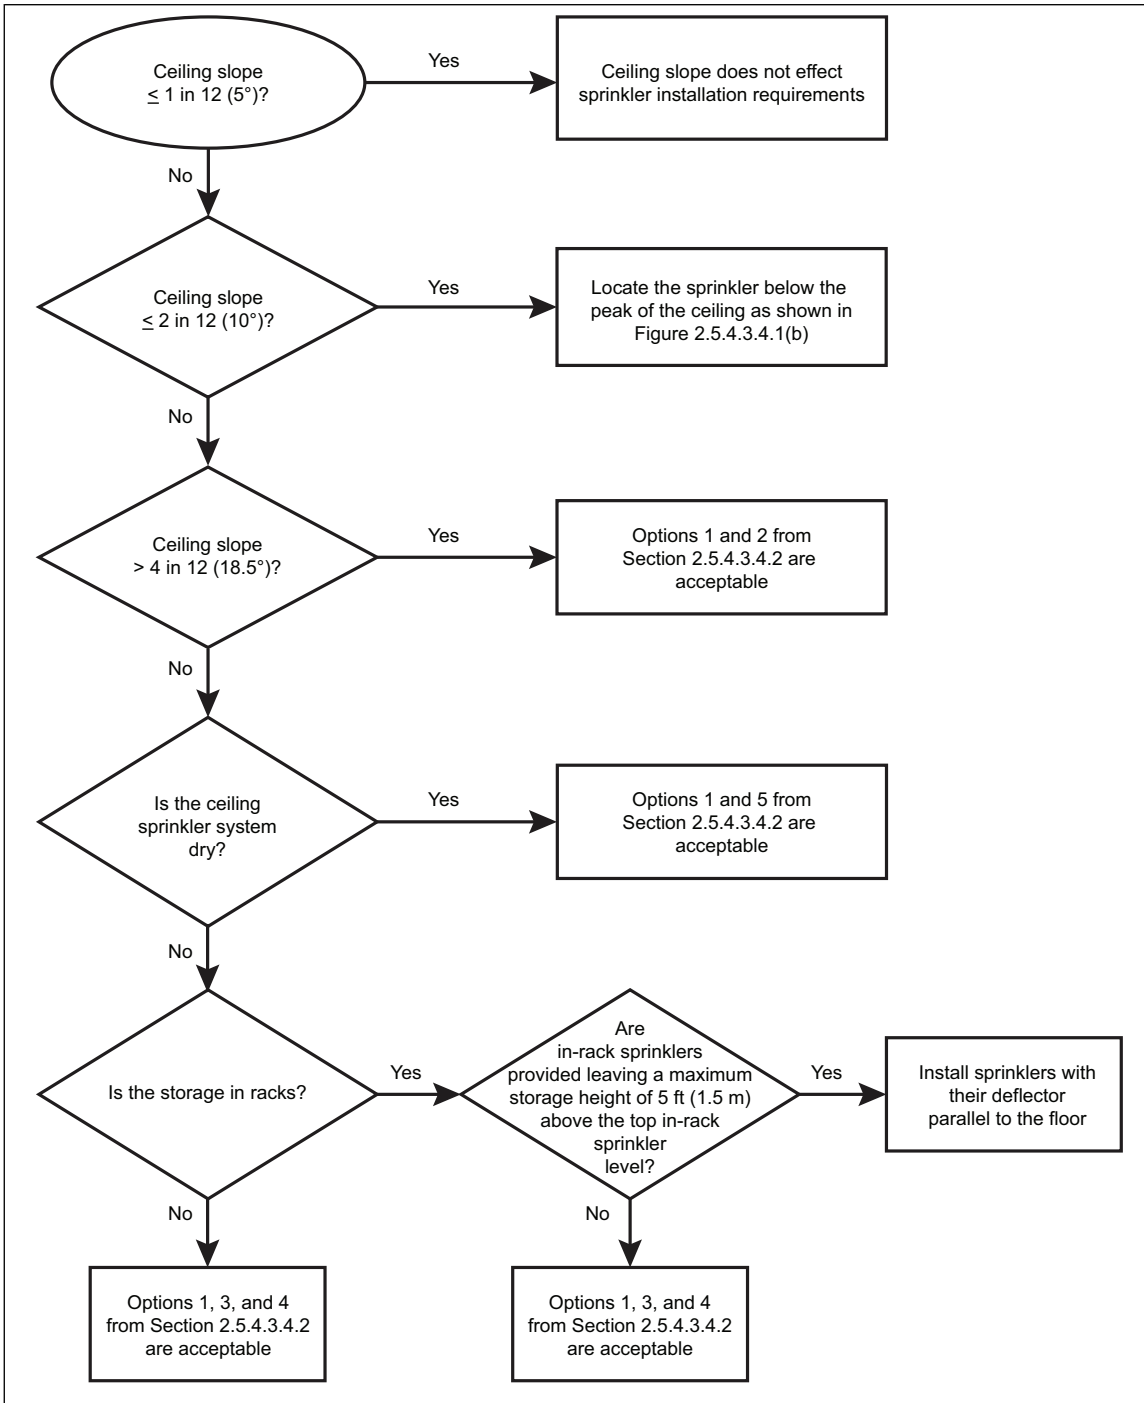 Ceiling slope
≤ 1 in 12 (5°)?
Yes
Ceiling slope does not effect
sprinkler installation requirements
No
Ceiling slope
≤ 2 in 12 (10°)?
Yes
Locate the sprinkler below the
peak of the ceiling as shown in
Figure 2.5.4.3.4.1(b)
No
Ceiling slope
> 4 in 12 (18.5°)?
Yes
Options 1 and 2 from
Section 2.5.4.3.4.2 are
acceptable
No
Is the ceiling
sprinkler system
dry?
Yes
Options 1 and 5 from
Section 2.5.4.3.4.2 are
acceptable
No
Is the storage in racks?
Yes
Are
in-rack sprinklers
provided leaving a maximum
storage height of 5 ft (1.5 m)
above the top in-rack
sprinkler
level?
Yes
Install sprinklers with
their deflector
parallel to the floor
No
Options 1, 3, and 4
from Section 2.5.4.3.4.2
are acceptable
No
Options 1, 3, and 4
from Section 2.5.4.3.4.2
are acceptable